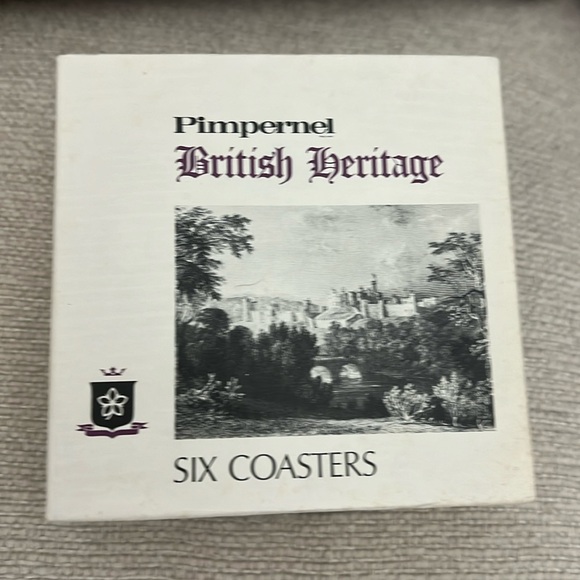 Pimpernel
British Heritage
SIX COASTERS